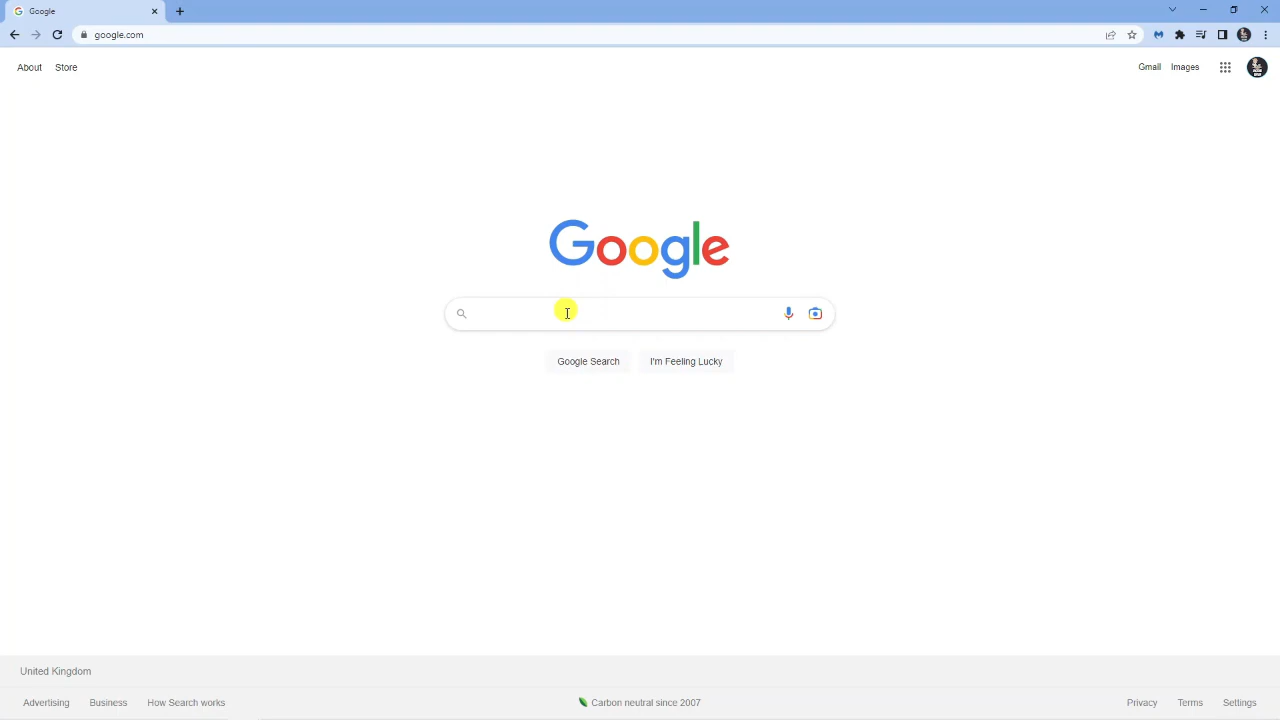 Google
google.com
About Store Gmail Images
Google
Google Search I'm Feeling Lucky
United Kingdom
Advertising Business How Search works Carbon neutral since 2007 Privacy Terms Settings